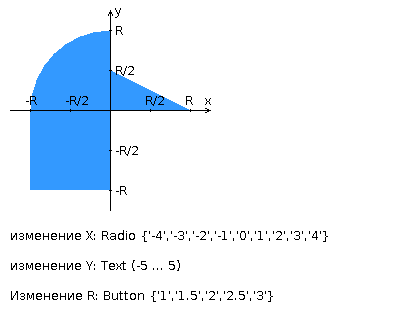 y
R
R/2
-R -R/2 R/2 R x
-R/2
-R
изменение X: Radio {'-4','-3','-2','-1','0','1','2','3','4'}
изменение Y: Text (-5 ... 5)
Изменение R: Button {'1','1.5','2','2.5','3'}